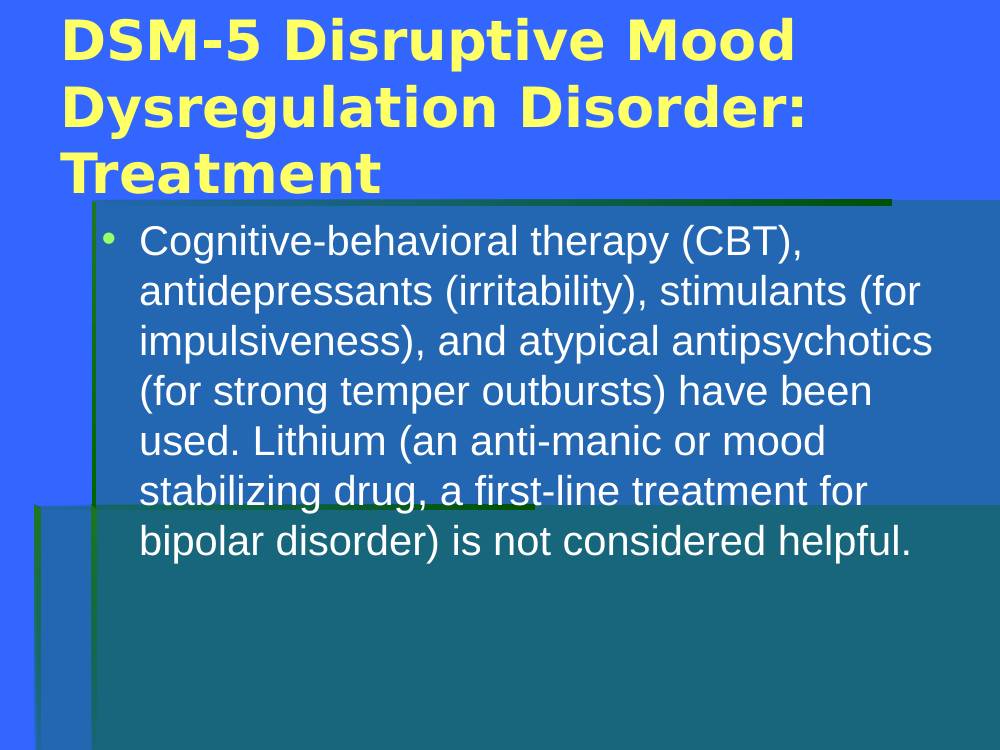 DSM-5 Disruptive Mood
Dysregulation Disorder:
Treatment
• Cognitive-behavioral therapy (CBT),
antidepressants (irritability), stimulants (for
impulsiveness), and atypical antipsychotics
(for strong temper outbursts) have been
used. Lithium (an anti-manic or mood
stabilizing drug, a first-line treatment for
bipolar disorder) is not considered helpful.